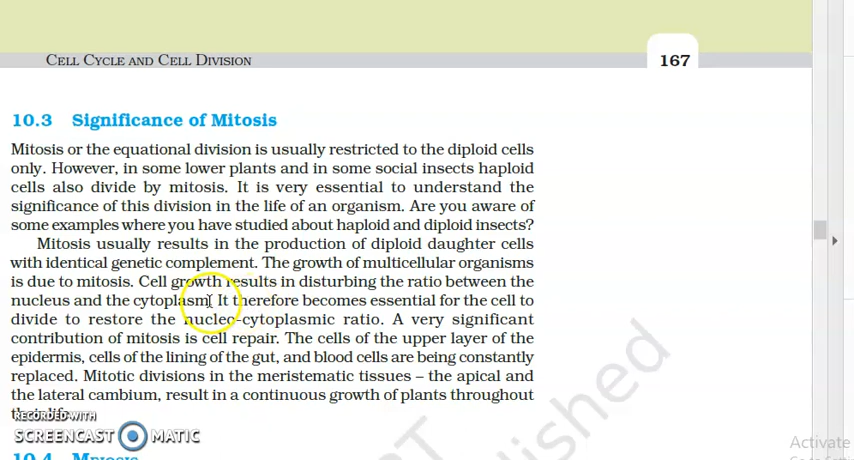 CELL CYCLE AND CELL DIVISION
167
10.3 Significance of Mitosis
Mitosis or the equational division is usually restricted to the diploid cells
only. However, in some lower plants and in some social insects haploid
cells also divide by mitosis. It is very essential to understand the
significance of this division in the life of an organism. Are you aware of
some examples where you have studied about haploid and diploid insects?
Mitosis usually results in the production of diploid daughter cells
with identical genetic complement. The growth of multicellular organisms
is due to mitosis. Cell growth results in disturbing the ratio between the
nucleus and the cytoplasm. It therefore becomes essential for the cell to
divide to restore the nucleo-cytoplasmic ratio. A very significant
contribution of mitosis is cell repair. The cells of the upper layer of the
epidermis, cells of the lining of the gut, and blood cells are being constantly
replaced. Mitotic divisions in the meristematic tissues – the apical and
the lateral cambium, result in a continuous growth of plants throughout
RECORDED WITH
SCREENCAST MATIC
10.4 MEIOSIS
Activate